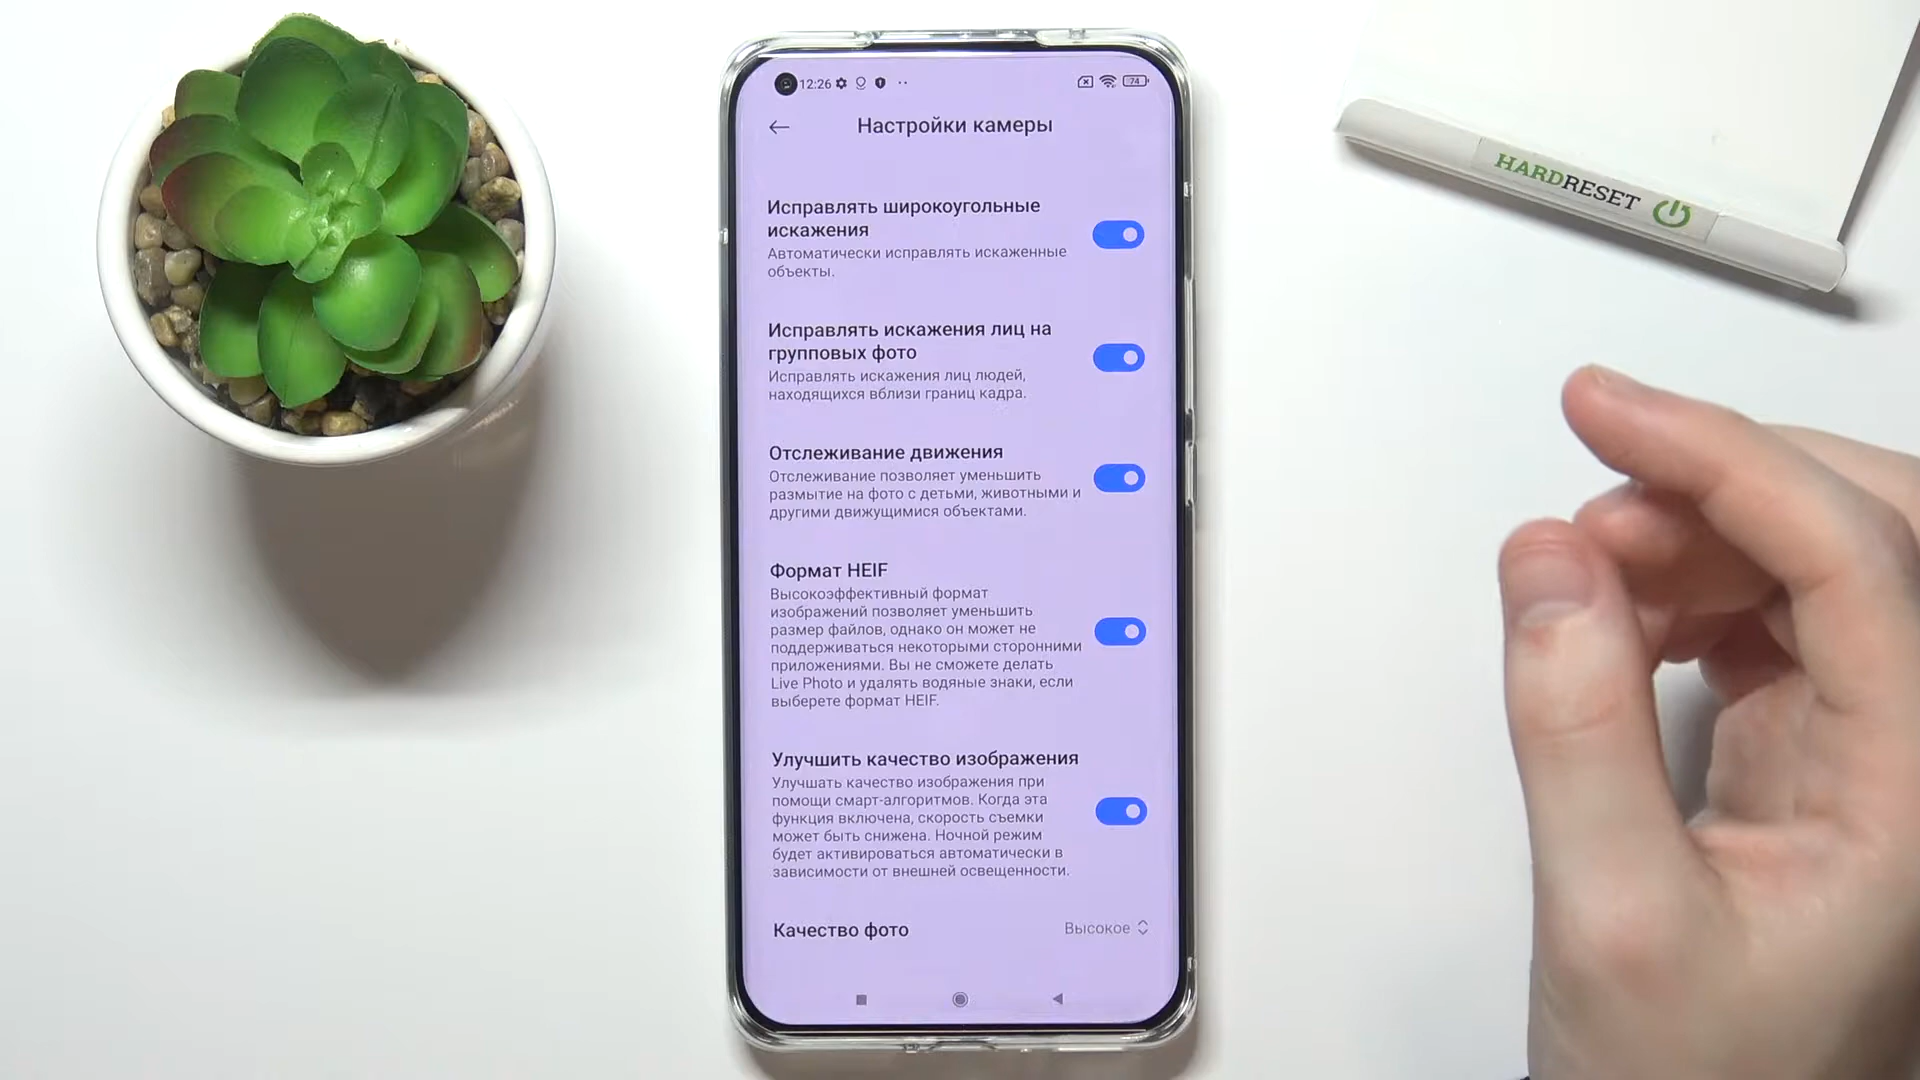 12:26
74
Настройки камеры
Исправлять широкоугольные
искажения
Автоматически исправлять искаженные
объекты.
Исправлять искажения лиц на
групповых фото
Исправлять искажения лиц людей,
находящихся вблизи границ кадра.
Отслеживание движения
Отслеживание позволяет уменьшить
размытие на фото с детьми, животными и
другими движущимися объектами.
Формат HEIF
Высокоэффективный формат
изображений позволяет уменьшить
размер файлов, однако он может не
поддерживаться некоторыми сторонними
приложениями. Вы не сможете делать
Live Photo и удалять водяные знаки, если
выберете формат HEIF.
Улучшить качество изображения
Улучшать качество изображения при
помощи смарт-алгоритмов. Когда эта
функция включена, скорость съемки
может быть снижена. Ночной режим
будет активироваться автоматически в
зависимости от внешней освещенности.
Качество фото
Высокое
HARDRESET